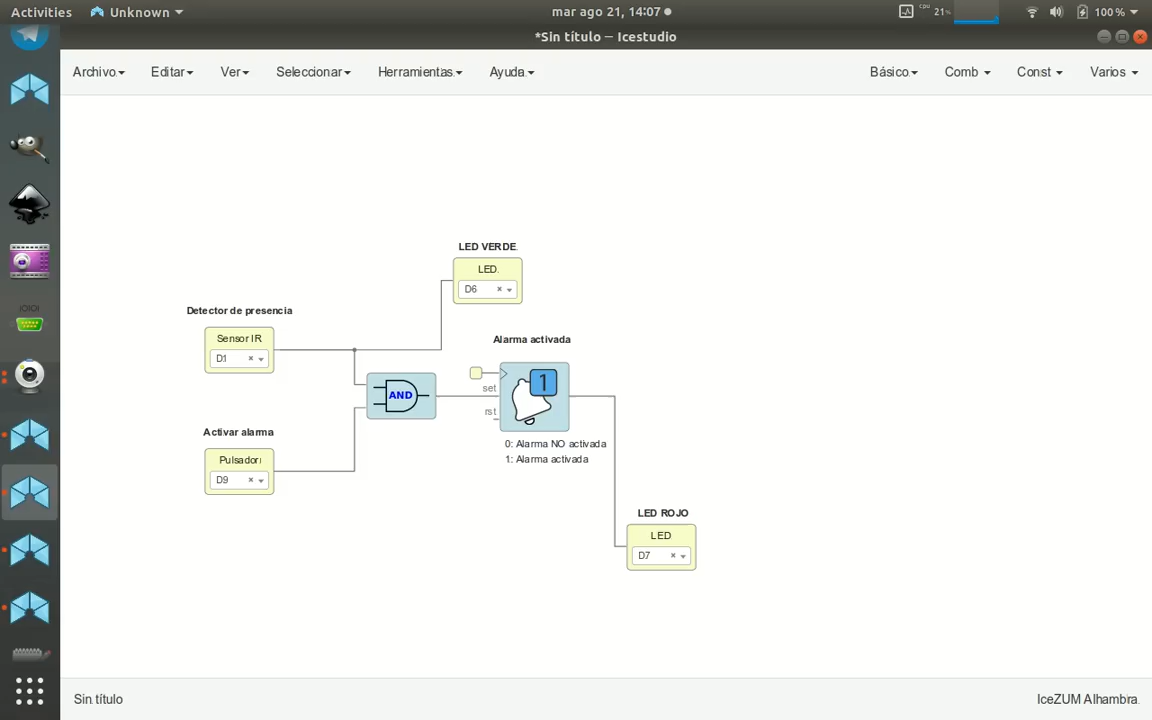 Activities Unknown mar ago 21, 14:07 cpu 21% 100%
*Sin título – Icestudio
Archivo Editar Ver Seleccionar Herramientas Ayuda Básico Comb Const Varios
LED VERDE
LED
D6
Detector de presencia
Sensor IR
D1
Alarma activada
1
set
rst
AND
0: Alarma NO activada
1: Alarma activada
Activar alarma
Pulsador
D9
LED ROJO
LED
D7
Sin título IceZUM Alhambra